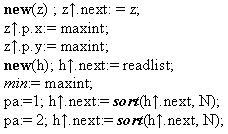 new(z) ; z↑.next: = z;
z↑.p.x:= maxint;
z↑.p.y:= maxint;
new(h); h↑.next:= readlist;
min:= maxint;
pa:=1; h↑.next:= sort(h↑.next, N);
pa:= 2; h↑.next:= sort(h↑.next, N);